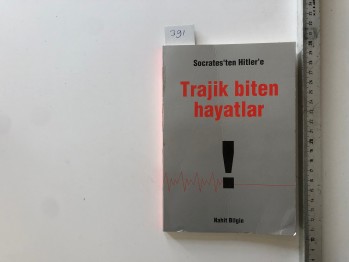 391
Socrates'ten Hitler'e
Trajik biten
hayatlar
!
Nahit Bilgin